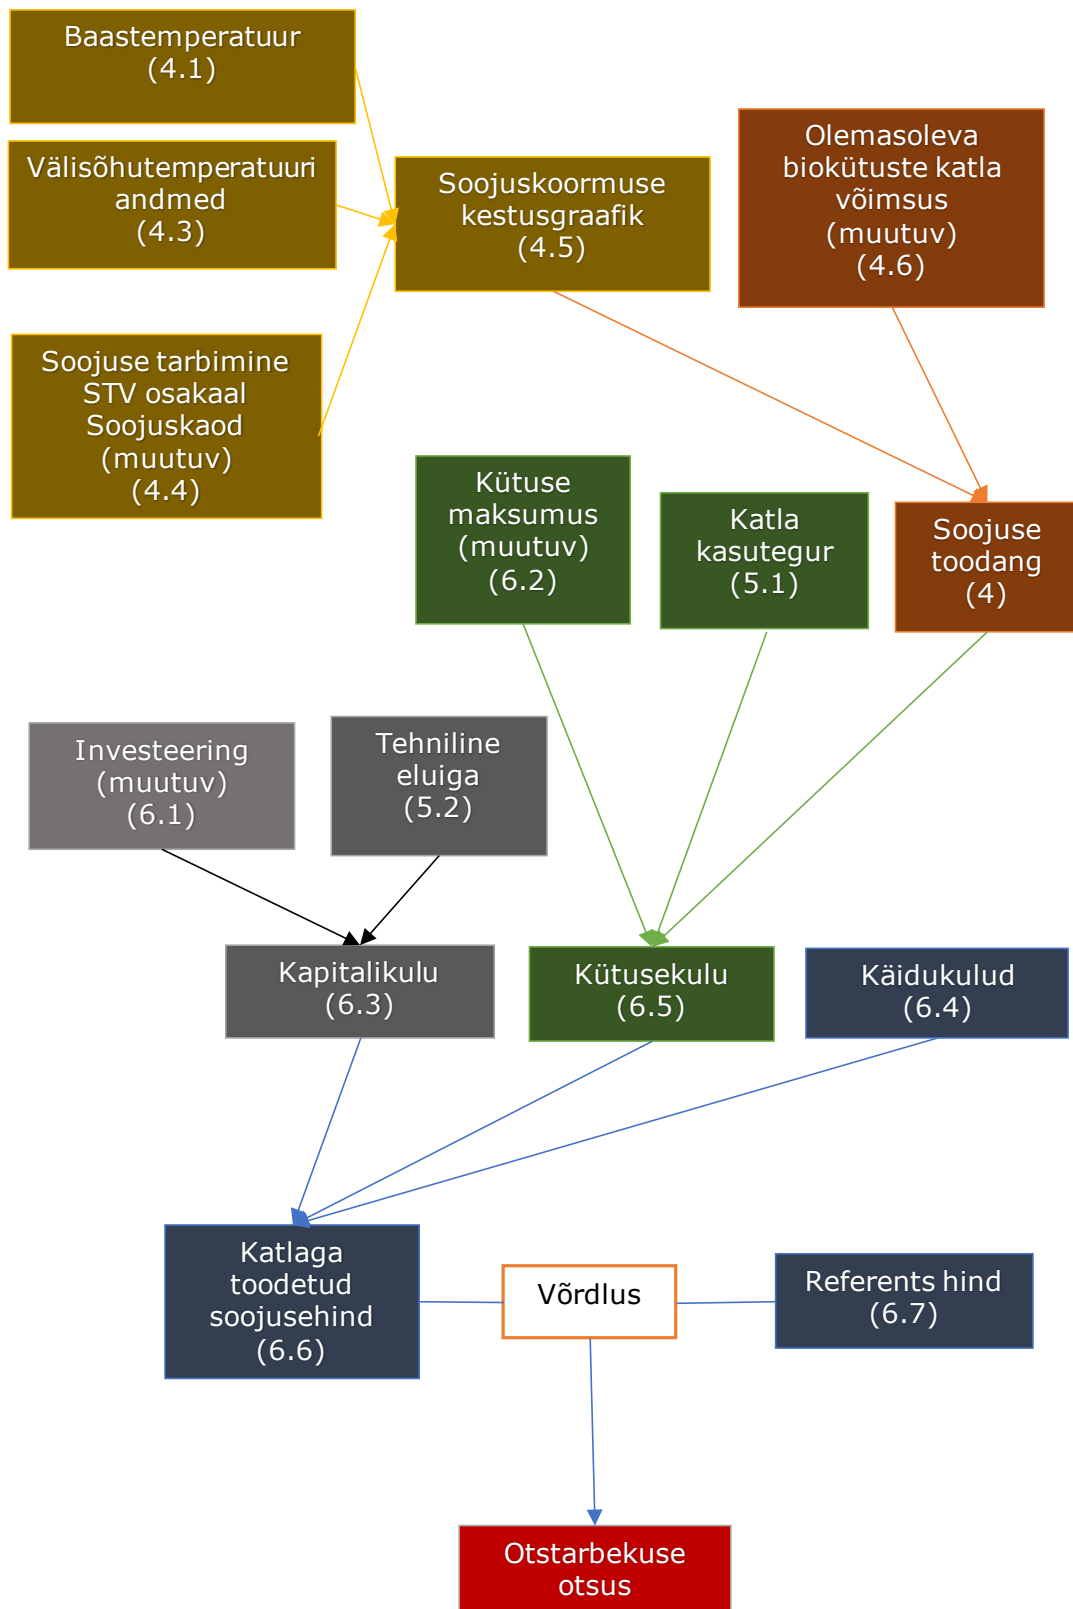 Baastemperatuur
(4.1)
Välisõhutemperatuuri
andmed
(4.3)
Soojuskoormuse
kestusgraafik
(4.5)
Olemasoleva
biokütuste katla
võimsus
(muutuv)
(4.6)
Soojuse tarbimine
STV osakaal
Soojuskaod
(muutuv)
(4.4)
Kütuse
maksumus
(muutuv)
(6.2)
Katla
kasutegur
(5.1)
Soojuse
toodang
(4)
Investeering
(muutuv)
(6.1)
Tehniline
eluiga
(5.2)
Kapitalikulu
(6.3)
Kütusekulu
(6.5)
Käidukulud
(6.4)
Katlaga
toodetud
soojusehind
(6.6)
Võrdlus
Referents hind
(6.7)
Otstarbekuse
otsus